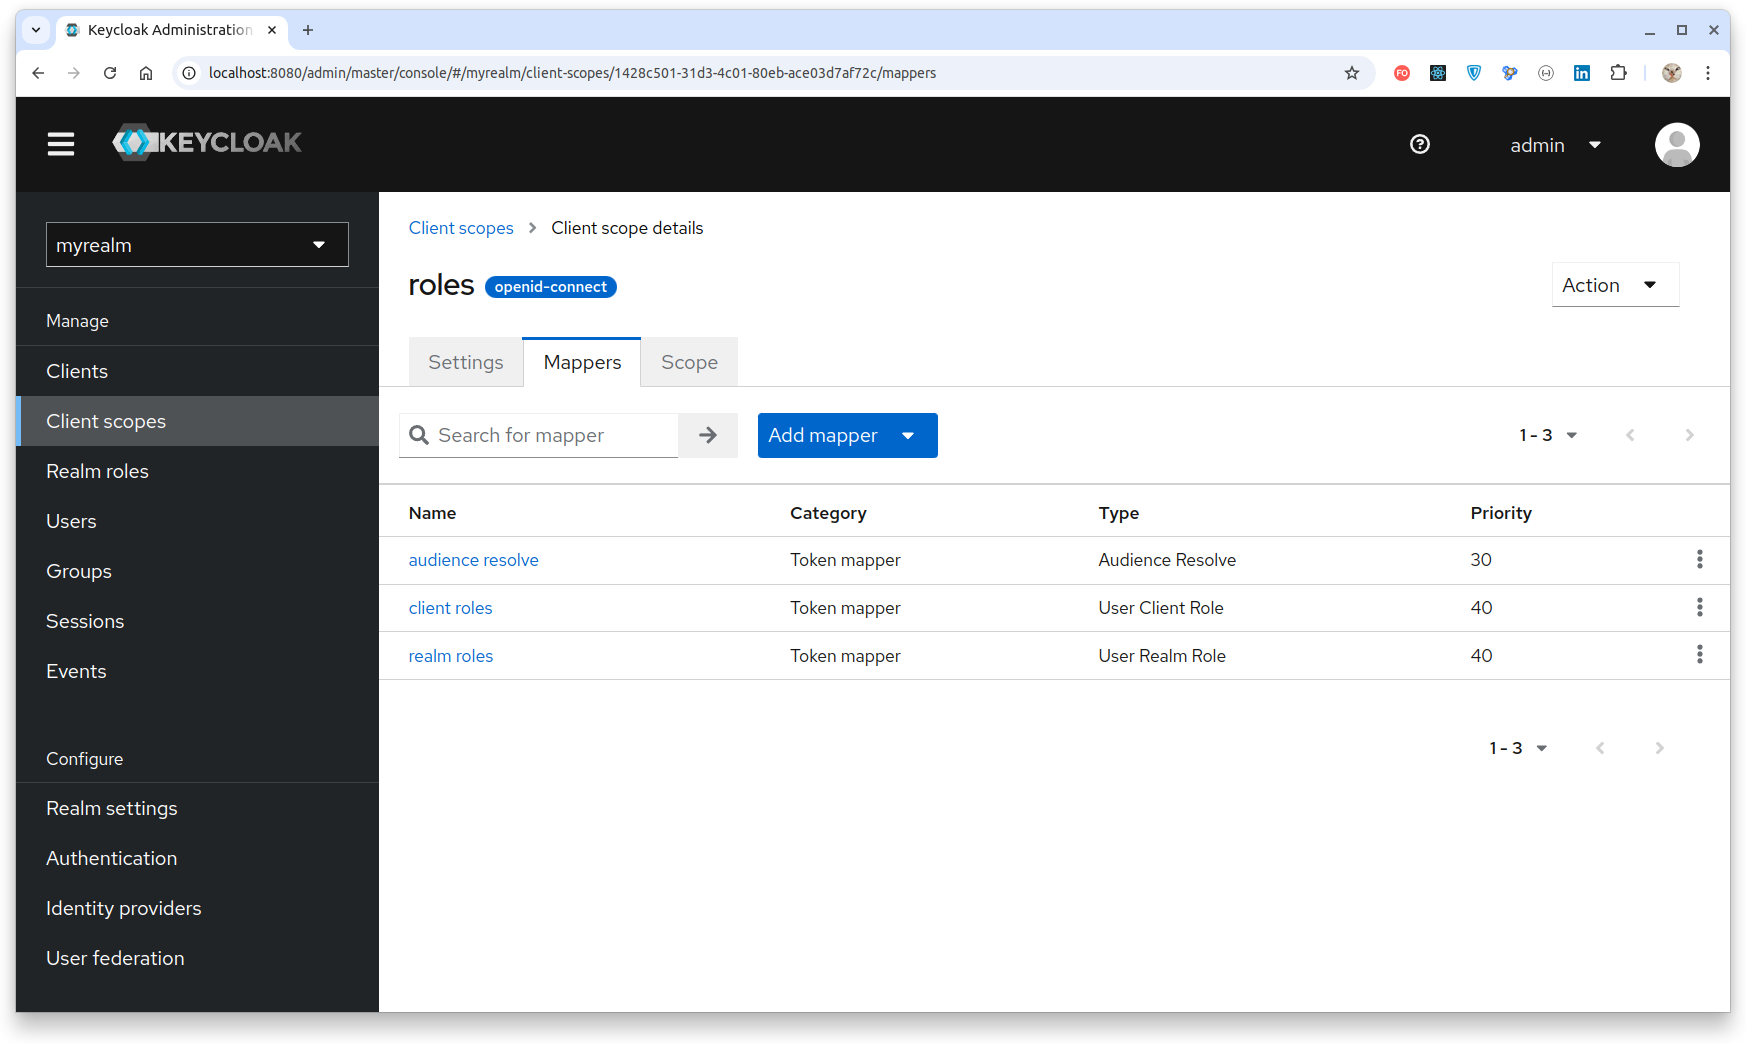 Keycloak Administration
localhost:8080/admin/master/console/#/myrealm/client-scopes/1428c501-31d3-4c01-80eb-ace03d7af72c/mappers
FO
in
KEYCLOAK
admin
myrealm
Manage
Clients
Client scopes
Realm roles
Users
Groups
Sessions
Events
Configure
Realm settings
Authentication
Identity providers
User federation
Client scopes > Client scope details
roles openid-connect
Action
Settings Mappers Scope
Search for mapper
Add mapper
1 - 3
Name Category Type Priority
audience resolve Token mapper Audience Resolve 30
client roles Token mapper User Client Role 40
realm roles Token mapper User Realm Role 40
1 - 3